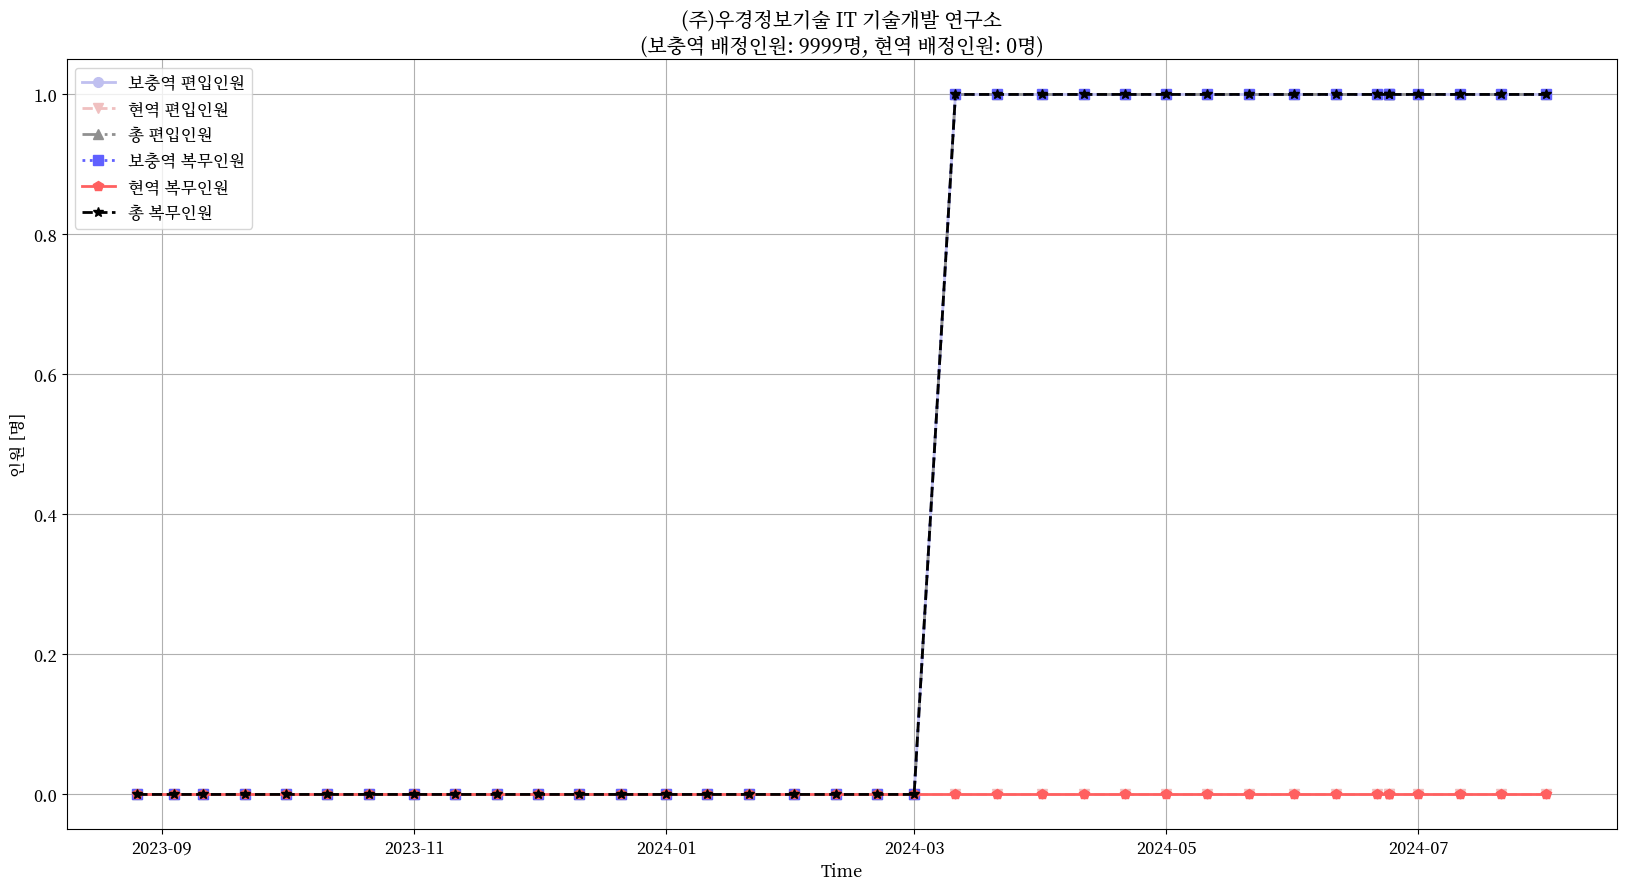 (주)우경정보기술 IT 기술개발 연구소
(보충역 배정인원: 9999명, 현역 배정인원: 0명)
보충역 편입인원
현역 편입인원
총 편입인원
보충역 복무인원
현역 복무인원
총 복무인원
1.0
0.8
0.6
0.4
0.2
0.0
인원 [명]
2023-09
2023-11
2024-01
2024-03
2024-05
2024-07
Time